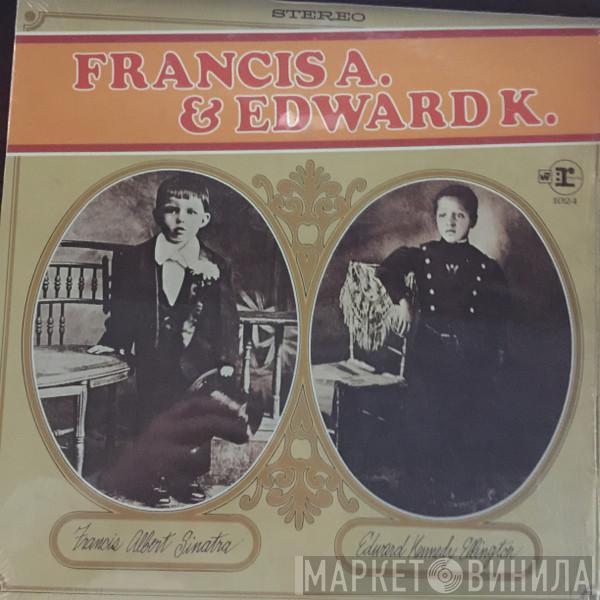 STEREO
FRANCIS A.
& EDWARD K.
W
r
1024
Francis Albert Sinatra
Edward Kennedy Ellington
МАРКЕТ ВИНИЛА